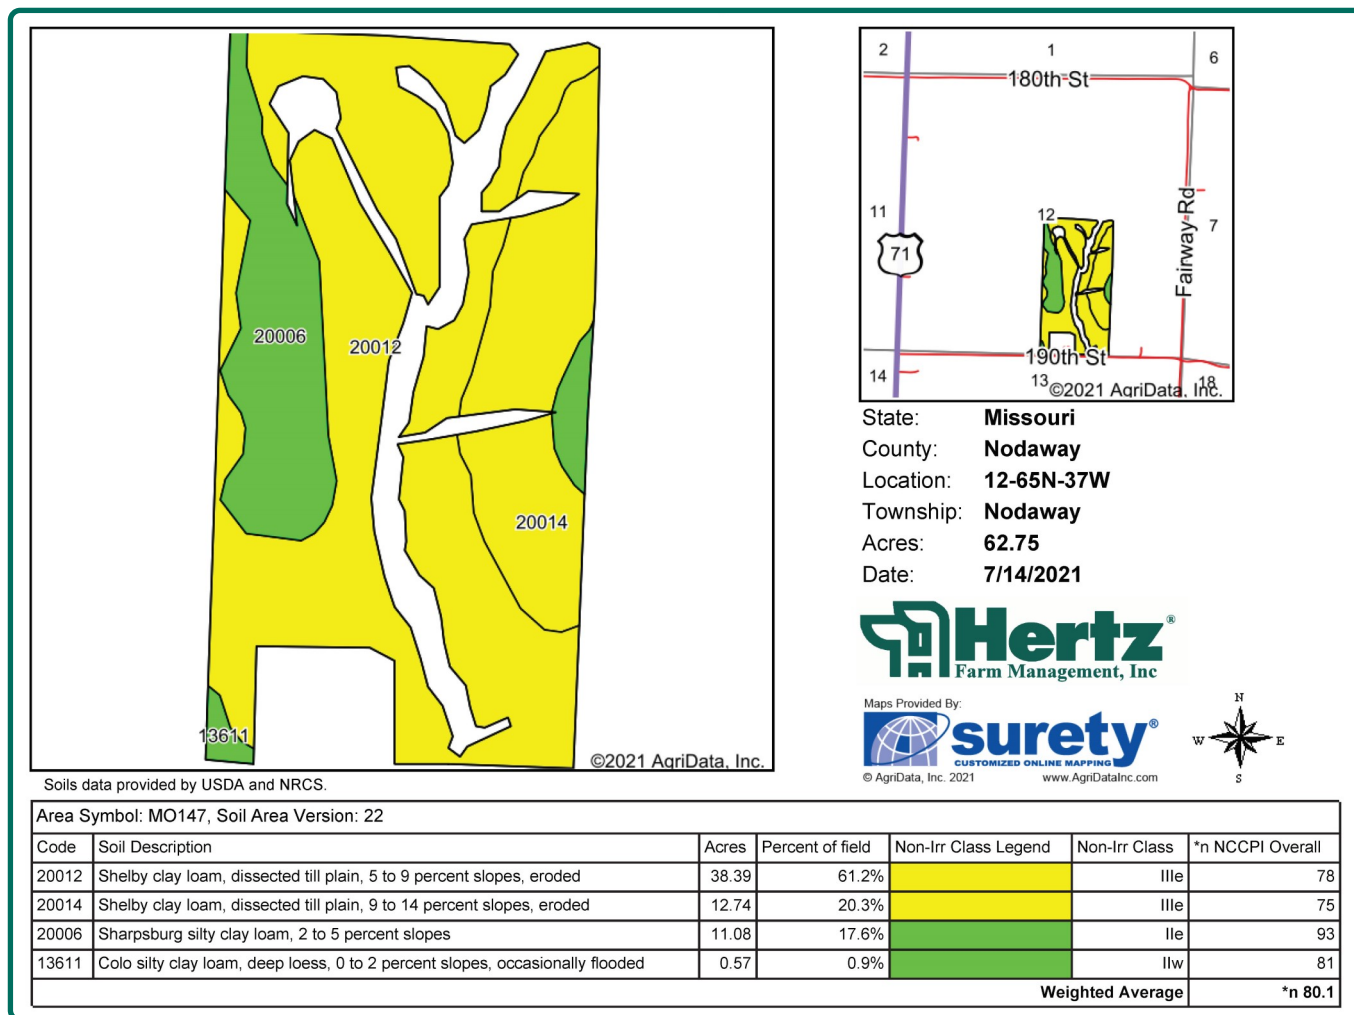 20006
20012
20014
13611
©2021 AgriData, Inc.
Soils data provided by USDA and NRCS.
2
1
6
180th St
11
12
7
71
Fairway Rd
190th St
14
13
18
©2021 AgriData, Inc.
State: Missouri
County: Nodaway
Location: 12-65N-37W
Township: Nodaway
Acres: 62.75
Date: 7/14/2021
Hertz®
Farm Management, Inc
Maps Provided By:
surety®
CUSTOMIZED ONLINE MAPPING
© AgriData, Inc. 2021 www.AgriDataInc.com
N
W E
S
Area Symbol: MO147, Soil Area Version: 22
Code Soil Description Acres Percent of field Non-Irr Class Legend Non-Irr Class *n NCCPI Overall
20012 Shelby clay loam, dissected till plain, 5 to 9 percent slopes, eroded 38.39 61.2% IIIe 78
20014 Shelby clay loam, dissected till plain, 9 to 14 percent slopes, eroded 12.74 20.3% IIIe 75
20006 Sharpsburg silty clay loam, 2 to 5 percent slopes 11.08 17.6% IIe 93
13611 Colo silty clay loam, deep loess, 0 to 2 percent slopes, occasionally flooded 0.57 0.9% IIw 81
Weighted Average *n 80.1